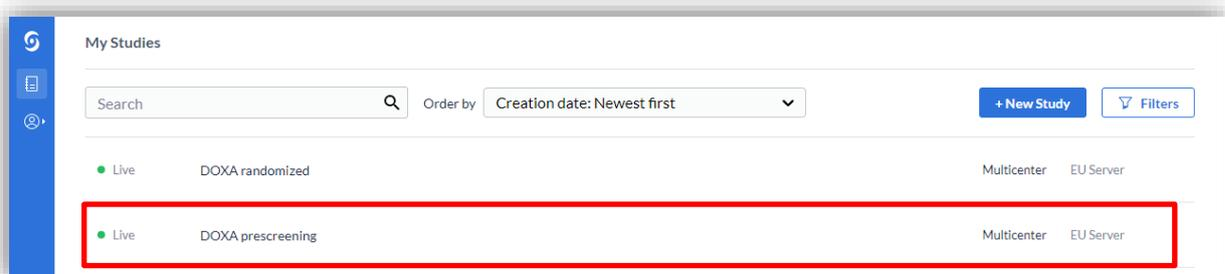 My Studies
Search Order by Creation date: Newest first + New Study Filters
Live DOXA randomized Multicenter EU Server
Live DOXA prescreening Multicenter EU Server